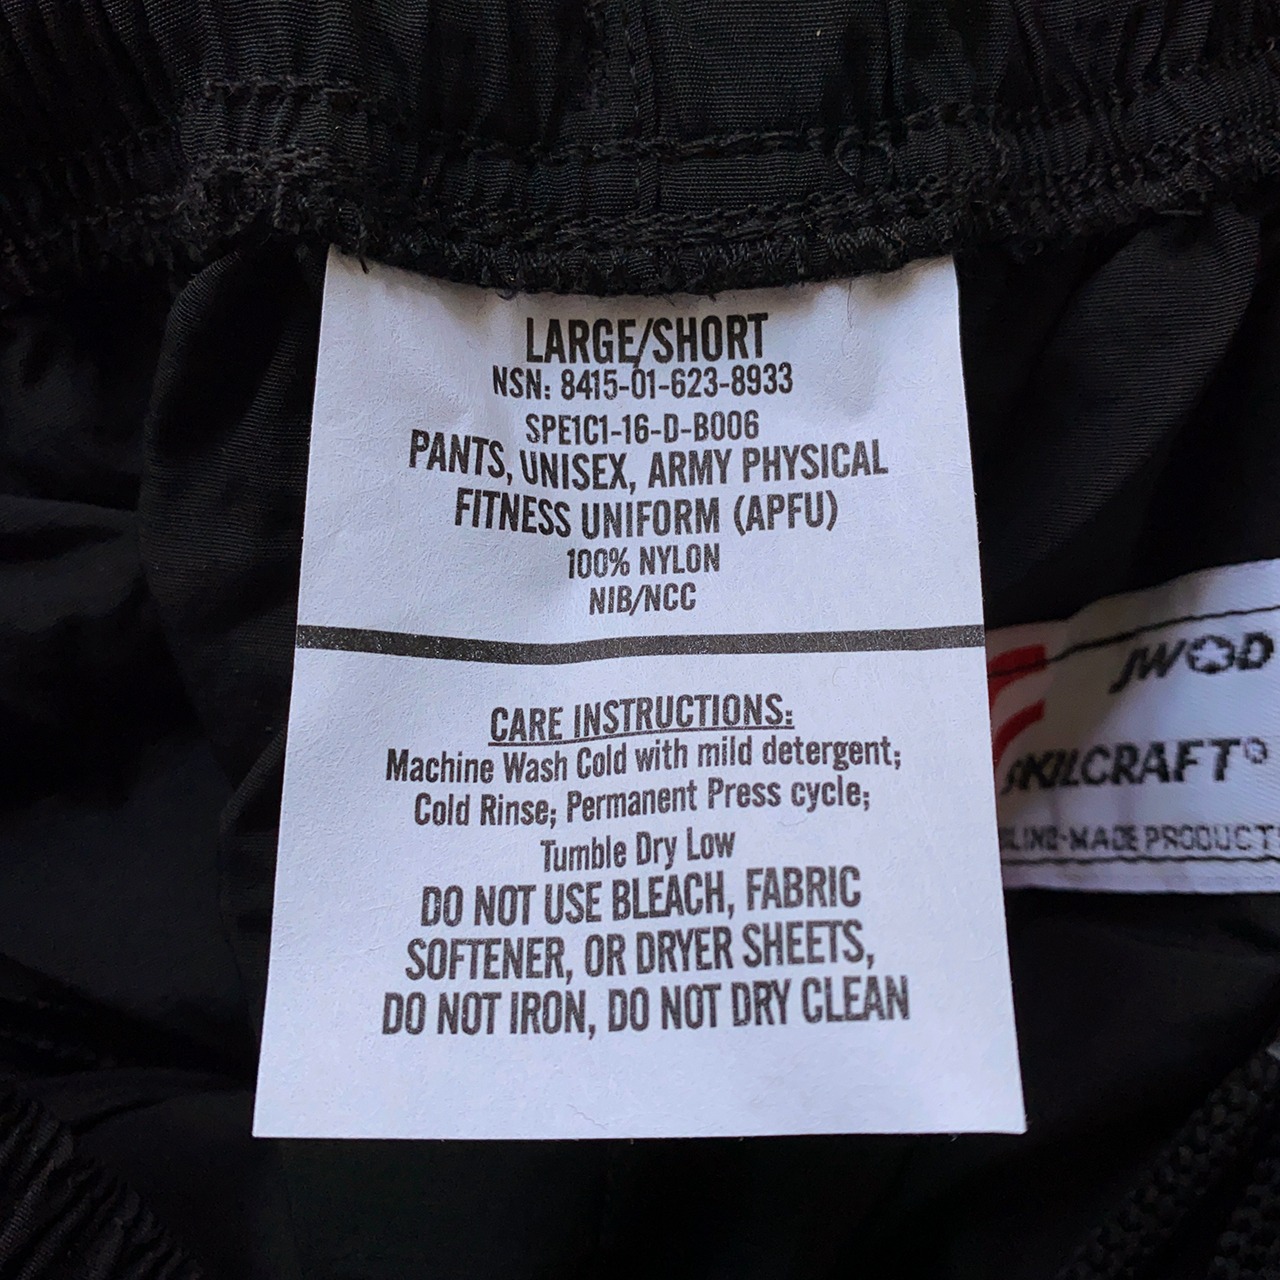 LARGE/SHORT
NSN: 8415-01-623-8933
SPE1C1-16-D-B006
PANTS, UNISEX, ARMY PHYSICAL
FITNESS UNIFORM (APFU)
100% NYLON
NIB/NCC
CARE INSTRUCTIONS:
Machine Wash Cold with mild detergent;
Cold Rinse; Permanent Press cycle;
Tumble Dry Low
DO NOT USE BLEACH, FABRIC
SOFTENER, OR DRYER SHEETS,
DO NOT IRON, DO NOT DRY CLEAN
JWOD
SKILCRAFT®